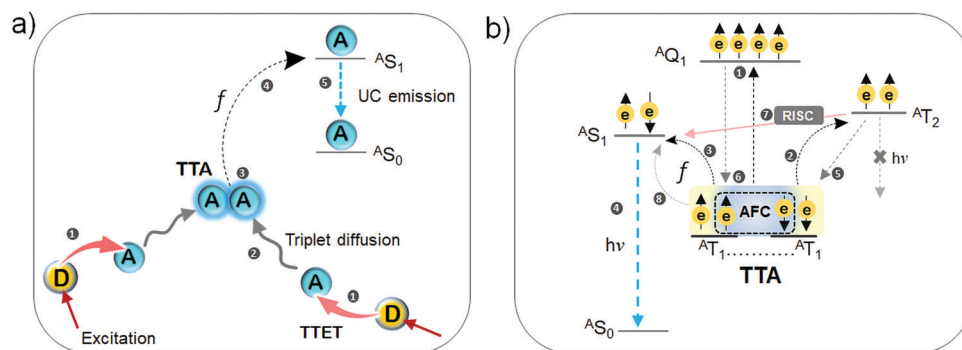 a)
A
ᴬS₁
④
⑤
UC emission
f
A
ᴬS₀
TTA
③
A A
Triplet diffusion
①
②
A
D
A
①
TTET
D
Excitation
b)
e e e e
ᴬQ₁
①
e e
e e
⑦
RISC
ᴬT₂
ᴬS₁
③
②
hν
f
⑥
⑤
⑧
④
AFC
e e e e
hν
ᴬT₁ ᴬT₁
TTA
ᴬS₀